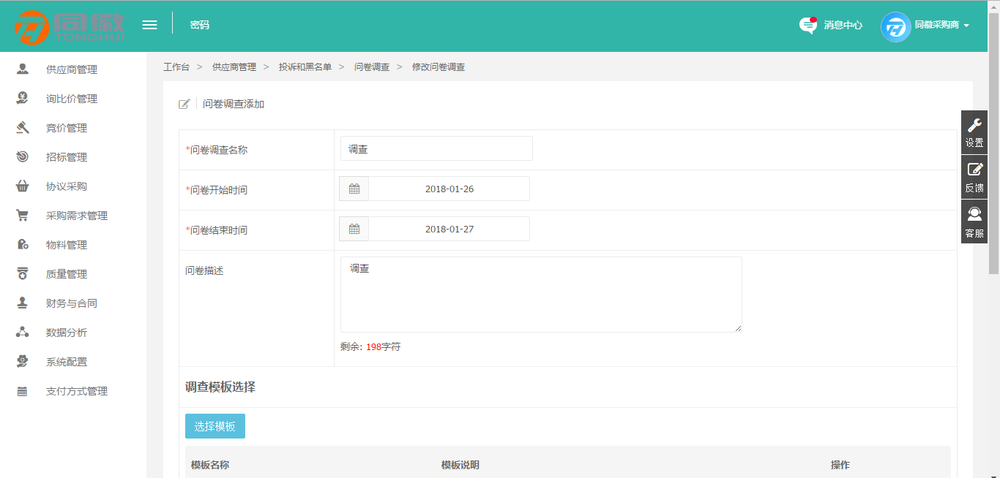 同徽
TONGHUI
密码
消息中心
同徽采购商
供应商管理
询比价管理
竞价管理
招标管理
协议采购
采购需求管理
物料管理
质量管理
财务与合同
数据分析
系统配置
支付方式管理
工作台 > 供应商管理 > 投诉和黑名单 > 问卷调查 > 修改问卷调查
问卷调查添加
*问卷调查名称 调查
*问卷开始时间 2018-01-26
*问卷结束时间 2018-01-27
问卷描述 调查
剩余: 198字符
调查模板选择
选择模板
模板名称 模板说明 操作
设置
反馈
客服